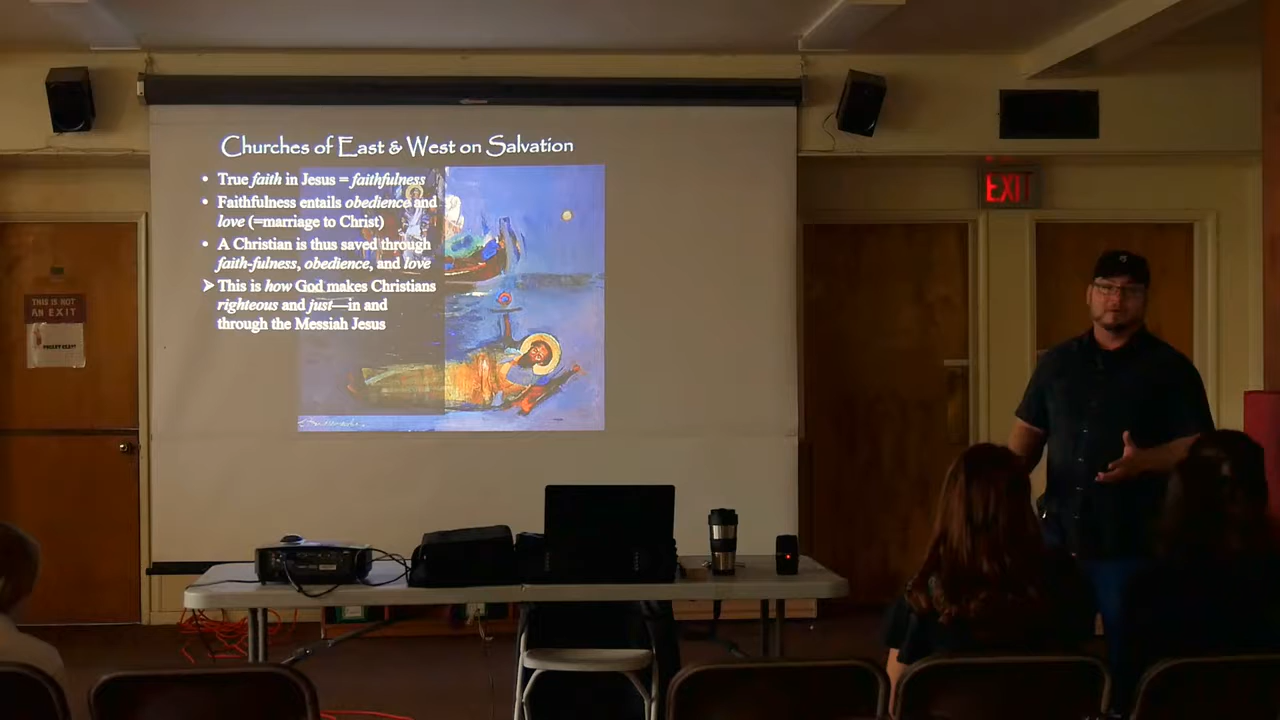 Churches of East & West on Salvation
• True faith in Jesus = faithfulness
• Faithfulness entails obedience and
love (=marriage to Christ)
• A Christian is thus saved through
faith-fulness, obedience, and love
➤ This is how God makes Christians
righteous and just—in and
through the Messiah Jesus
EXIT
THIS IS NOT
AN EXIT